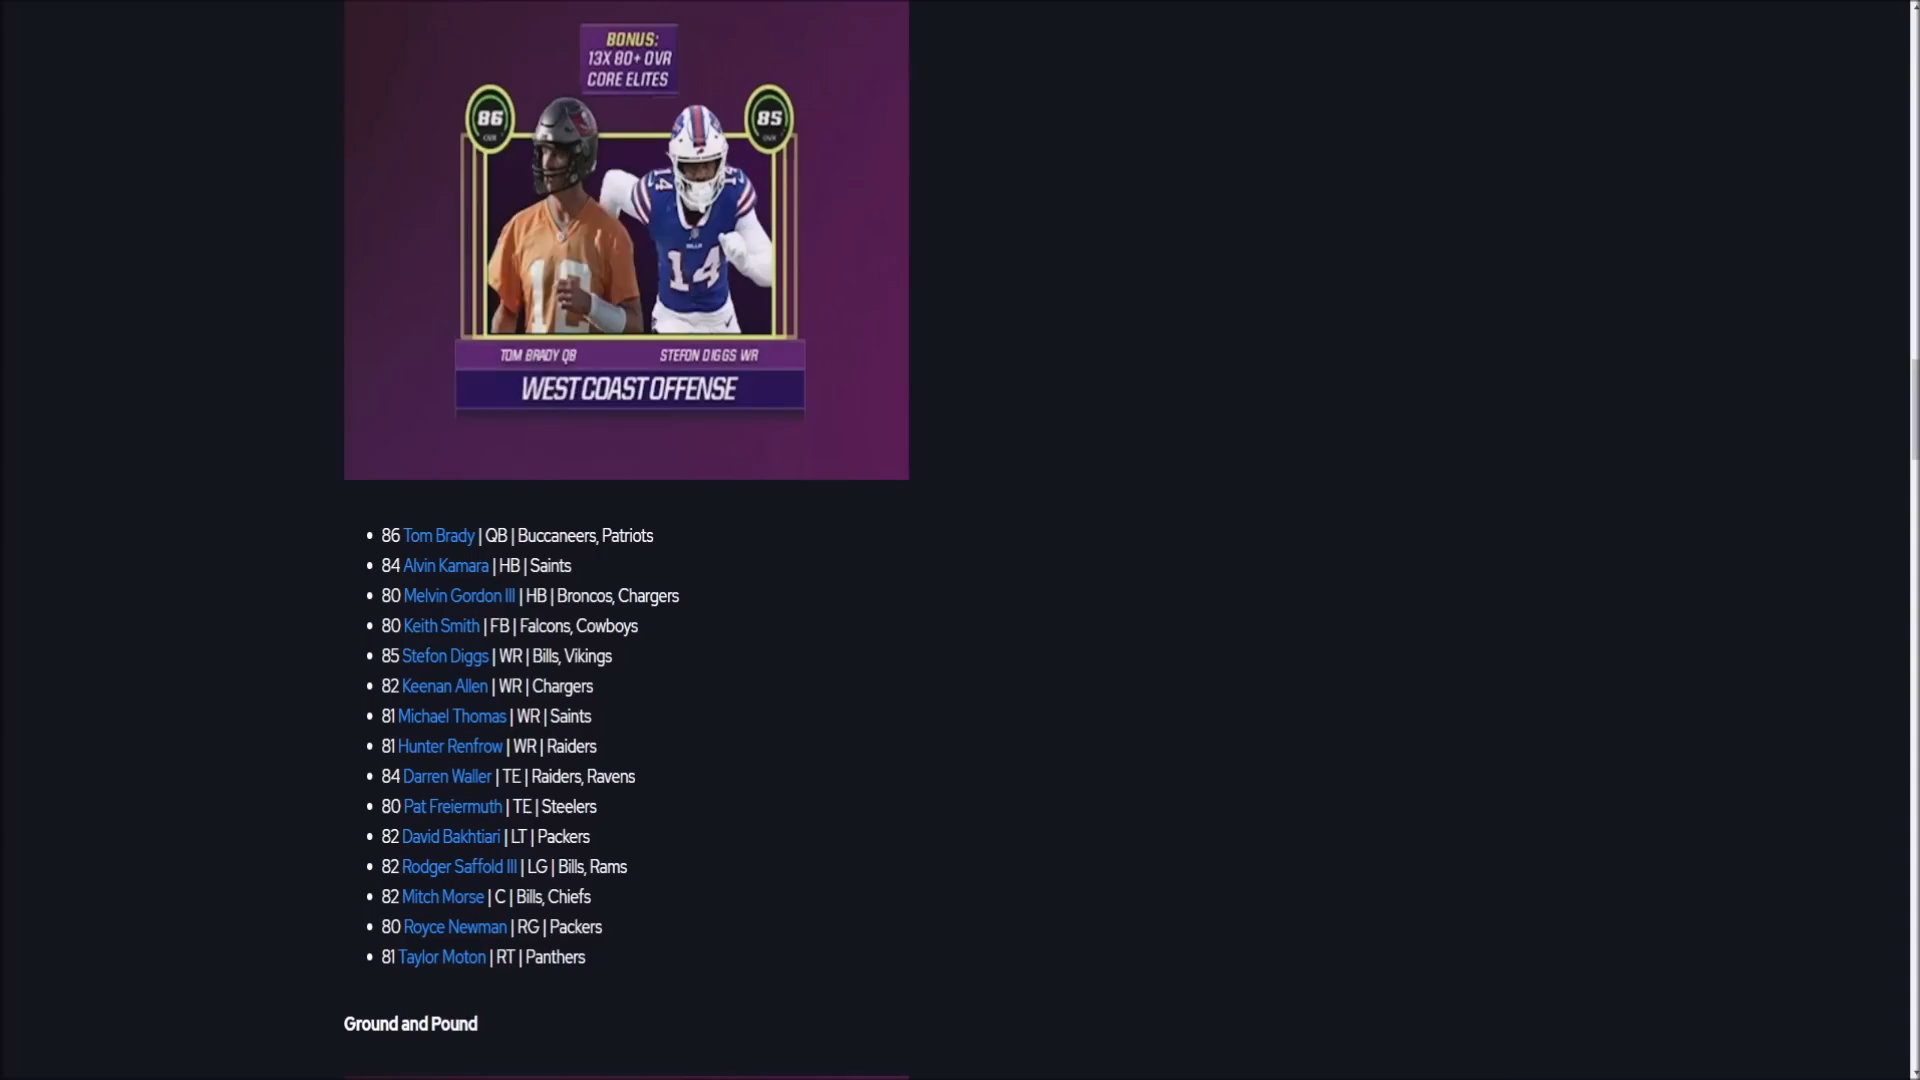 BONUS:
13X 80+ OVR
CORE ELITES
86
OVR
85
OVR
14
14
TOM BRADY QB
STEFON DIGGS WR
WEST COAST OFFENSE
• 86 Tom Brady | QB | Buccaneers, Patriots
• 84 Alvin Kamara | HB | Saints
• 80 Melvin Gordon III | HB | Broncos, Chargers
• 80 Keith Smith | FB | Falcons, Cowboys
• 85 Stefon Diggs | WR | Bills, Vikings
• 82 Keenan Allen | WR | Chargers
• 81 Michael Thomas | WR | Saints
• 81 Hunter Renfrow | WR | Raiders
• 84 Darren Waller | TE | Raiders, Ravens
• 80 Pat Freiermuth | TE | Steelers
• 82 David Bakhtiari | LT | Packers
• 82 Rodger Saffold III | LG | Bills, Rams
• 82 Mitch Morse | C | Bills, Chiefs
• 80 Royce Newman | RG | Packers
• 81 Taylor Moton | RT | Panthers
Ground and Pound